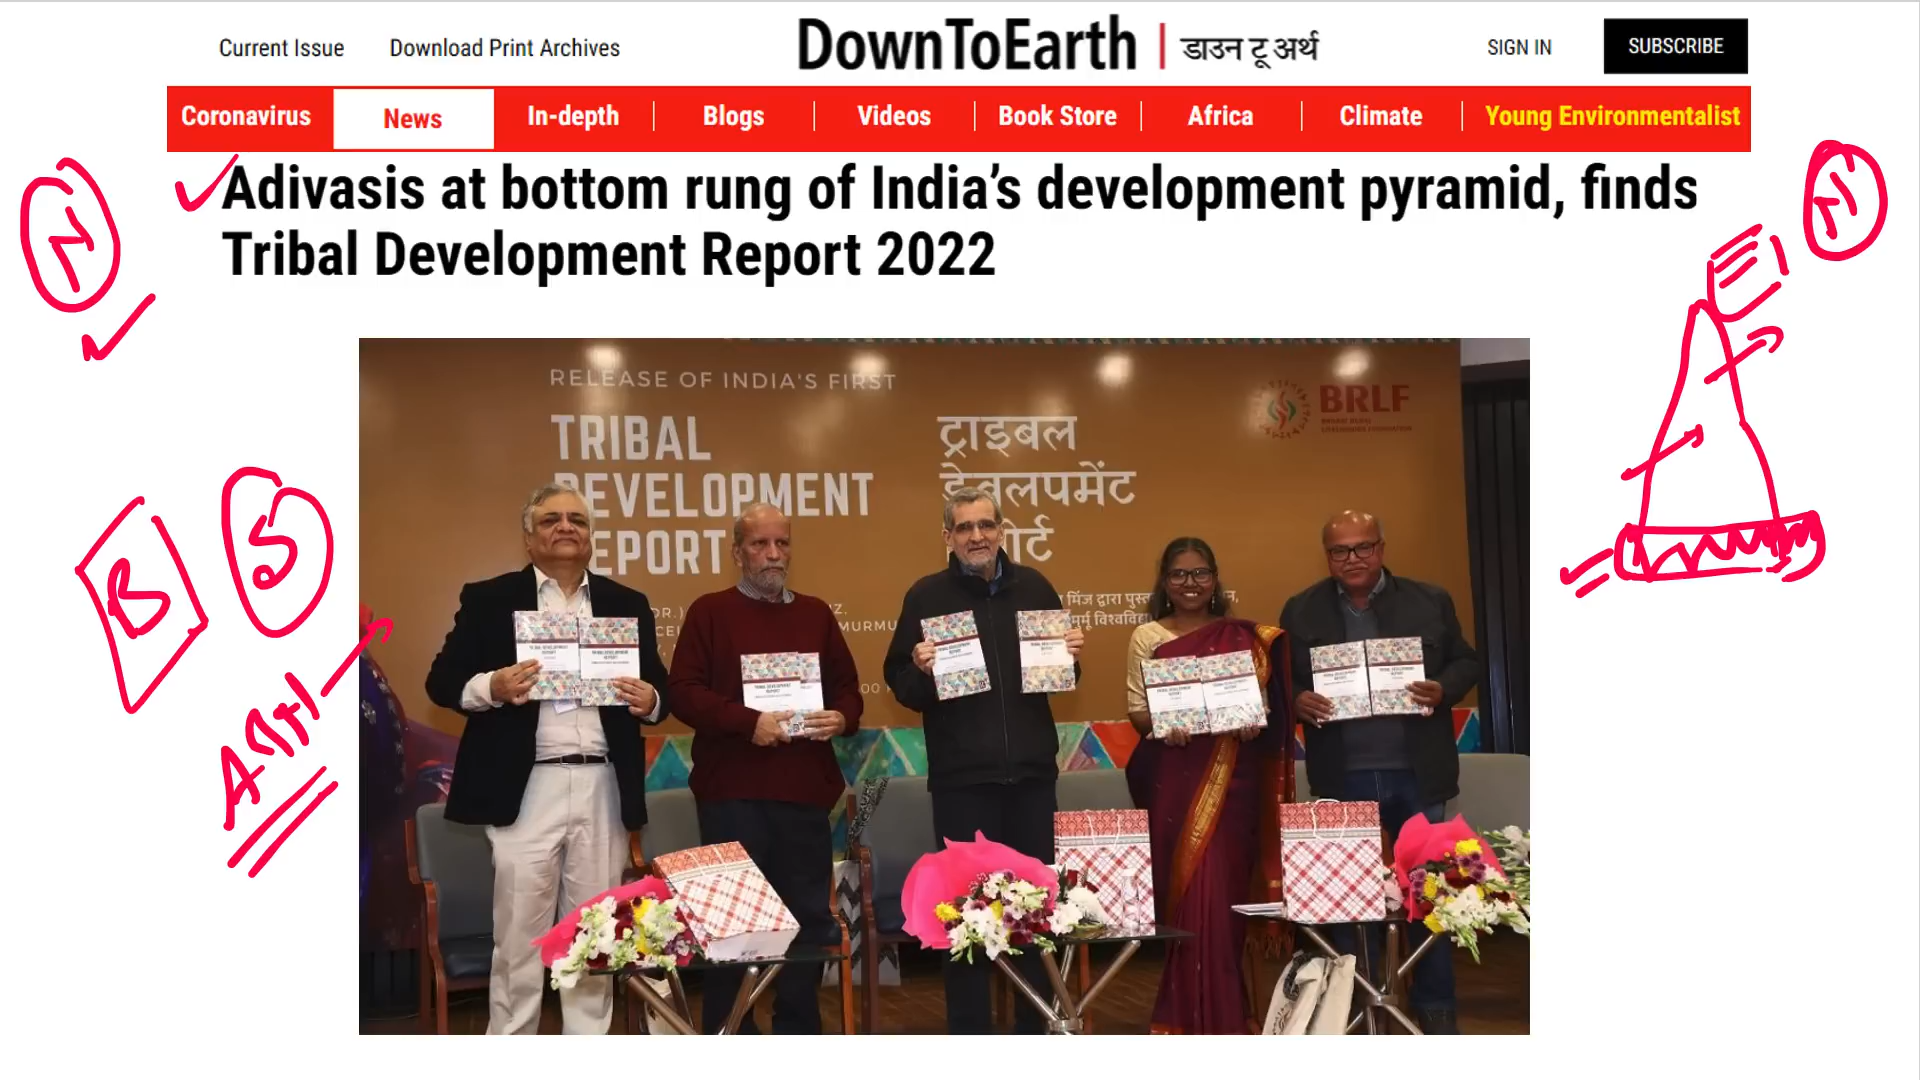 Current Issue Download Print Archives DownToEarth | डाउन टू अर्थ SIGN IN SUBSCRIBE
Coronavirus News In-depth Blogs Videos Book Store Africa Climate Young Environmentalist
Adivasis at bottom rung of India's development pyramid, finds
Tribal Development Report 2022
N
N
RELEASE OF INDIA'S FIRST
BRLF
TRIBAL
ट्राइबल
DEVELOPMENT
डेवलपमेंट
EPORT
B
S
मिंज द्वारा
MURMU